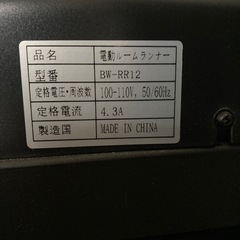 品名 電動ルームランナー
型番 BW-RR12
定格電圧・周波数 100-110V, 50/60Hz
定格電流 4.3A
製造国 MADE IN CHINA